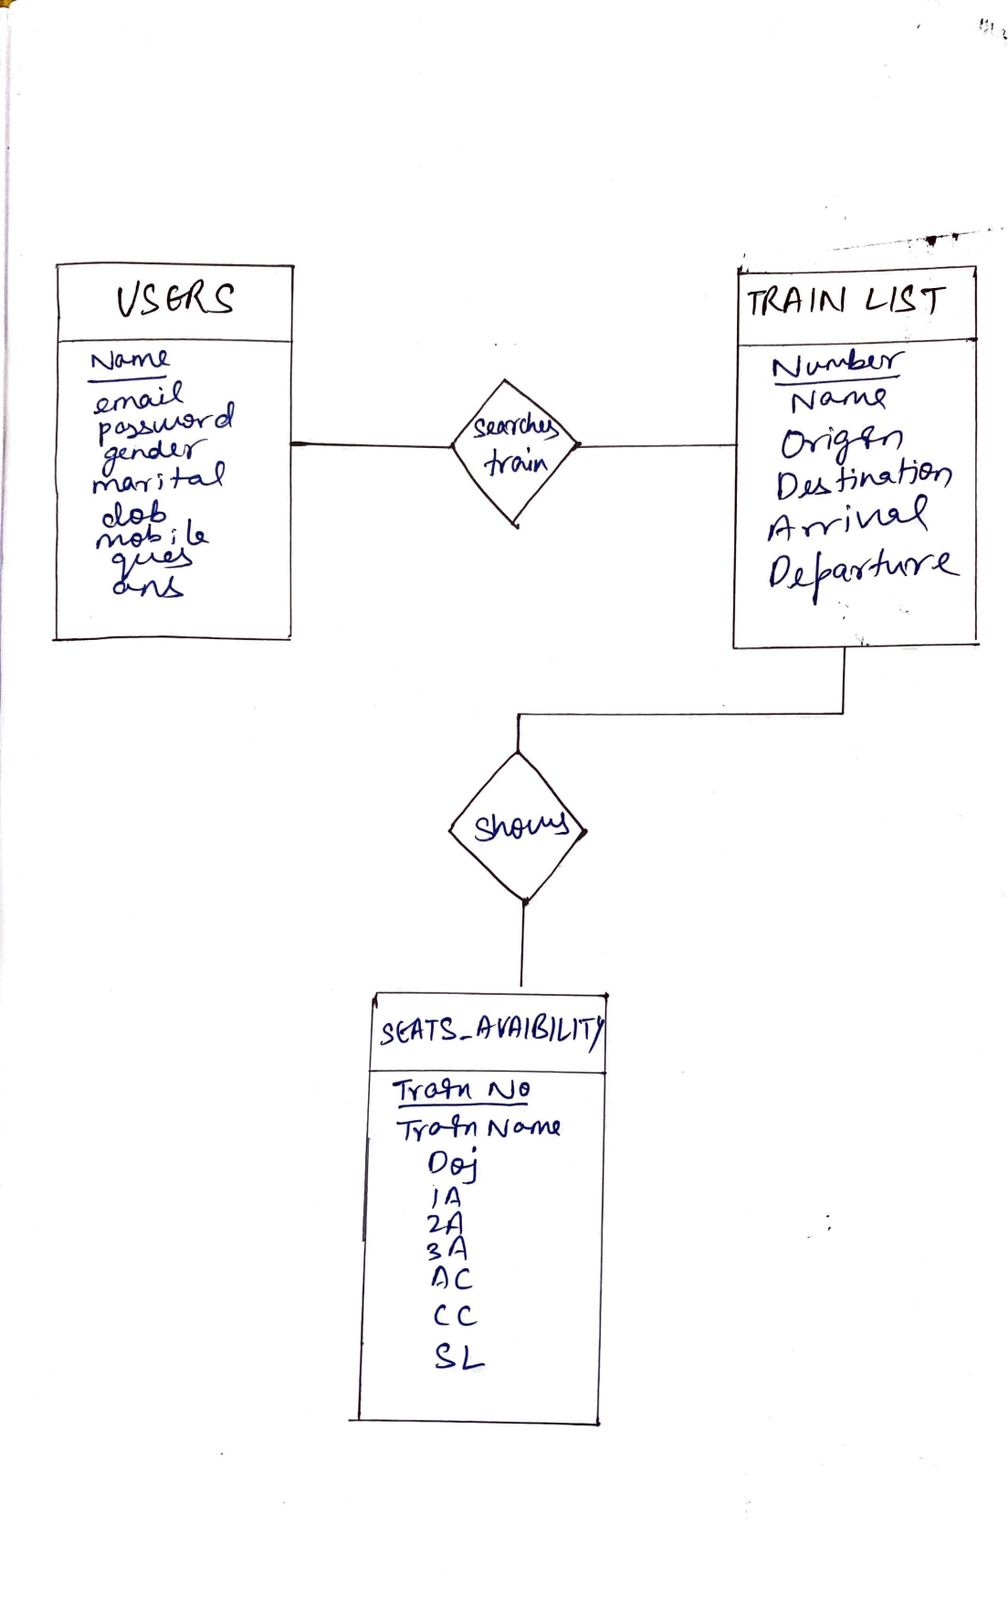 USERS
Name
email
password
gender
marital
dob
mobile
ques
ans
searches
train
TRAIN LIST
Number
Name
Origin
Destination
Arrival
Departure
Shows
SEATS_AVAIBILITY
Train No
Train Name
Doj
1A
2A
3A
AC
CC
SL